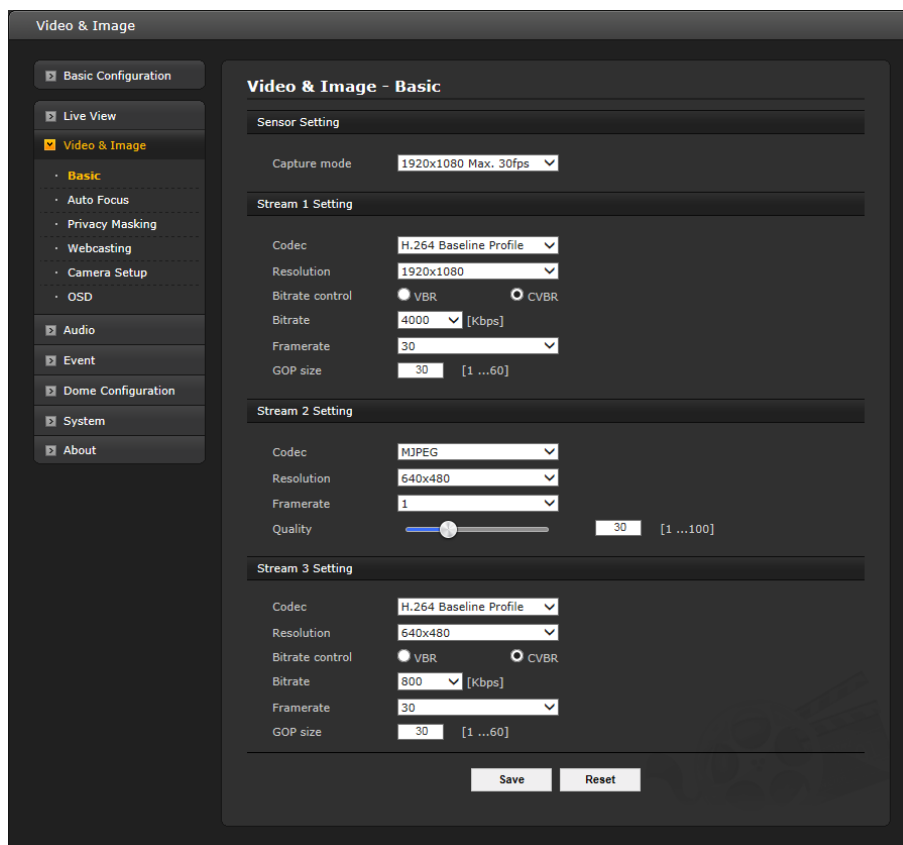 Video & Image
Basic Configuration
Live View
Video & Image
· Basic
· Auto Focus
· Privacy Masking
· Webcasting
· Camera Setup
· OSD
Audio
Event
Dome Configuration
System
About
Video & Image - Basic
Sensor Setting
Capture mode 1920x1080 Max. 30fps
Stream 1 Setting
Codec H.264 Baseline Profile
Resolution 1920x1080
Bitrate control VBR CVBR
Bitrate 4000 [Kbps]
Framerate 30
GOP size 30 [1 ...60]
Stream 2 Setting
Codec MJPEG
Resolution 640x480
Framerate 1
Quality 30 [1 ...100]
Stream 3 Setting
Codec H.264 Baseline Profile
Resolution 640x480
Bitrate control VBR CVBR
Bitrate 800 [Kbps]
Framerate 30
GOP size 30 [1 ...60]
Save Reset